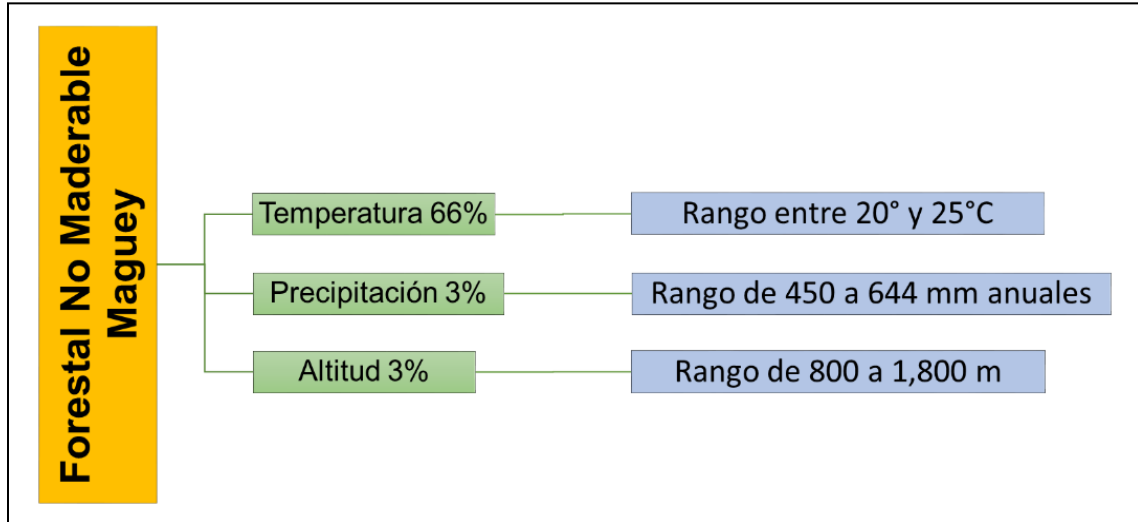 Forestal No Maderable
Maguey
Temperatura 66%
Rango entre 20° y 25°C
Precipitación 3%
Rango de 450 a 644 mm anuales
Altitud 3%
Rango de 800 a 1,800 m